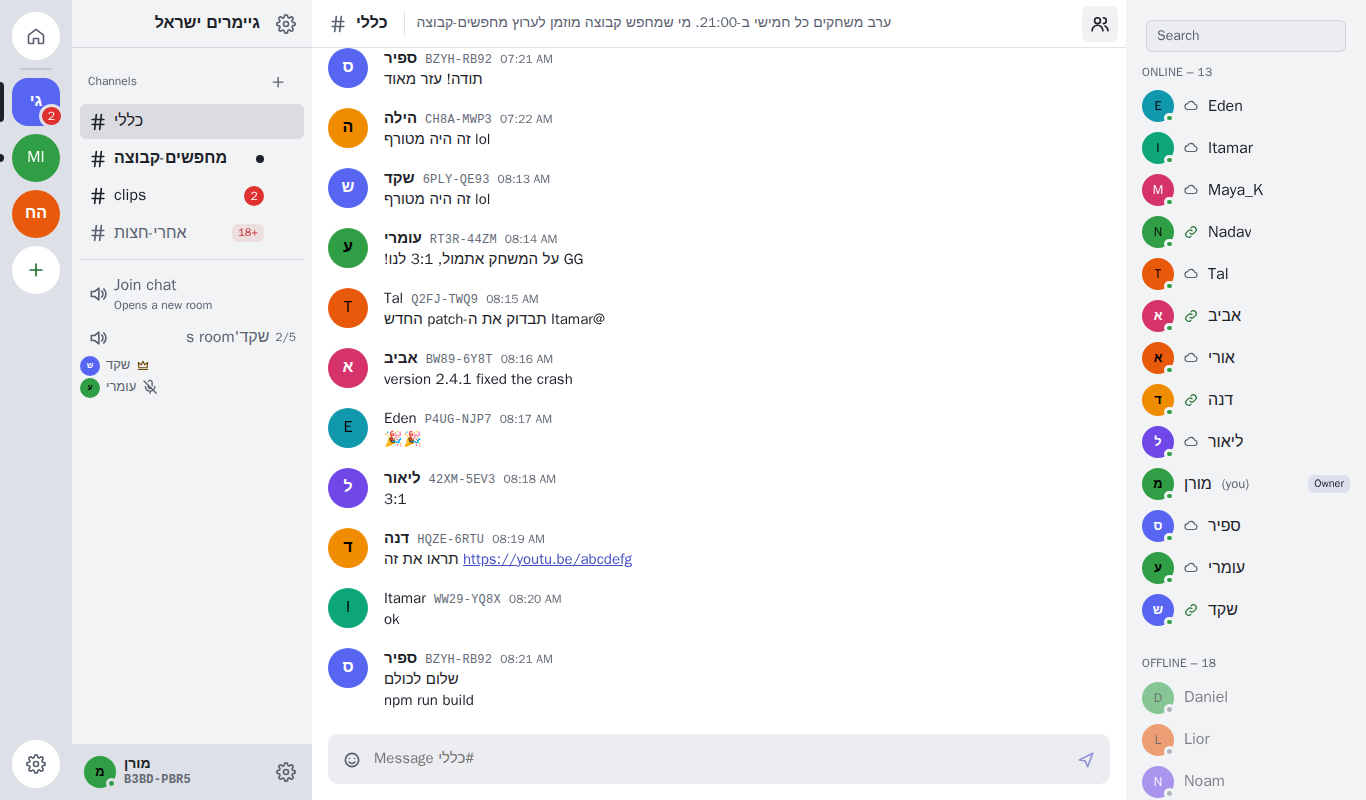 גי
2
MI
הח
גיימרים ישראל
Channels
# כללי
# מחפשים-קבוצה
# clips 2
# אחרי-חצות 18+
Join chat
Opens a new room
שקד's room 2/5
ש שקד
ע עומרי
מ מורן
B3BD-PBR5
# כללי
ערב משחקים כל חמישי ב-21:00. מי שמחפש קבוצה מוזמן לערוץ מחפשים-קבוצה
ס ספיר BZYH-RB92 07:21 AM
תודה! עזר מאוד
ה הילה CH8A-MWP3 07:22 AM
lol זה היה מטורף
ש שקד 6PLY-QE93 08:13 AM
lol זה היה מטורף
ע עומרי RT3R-44ZM 08:14 AM
GG על המשחק אתמול, 3:1 לנו!
T Tal Q2FJ-TWQ9 08:15 AM
@Itamar תבדוק את ה-patch החדש
א אביב BW89-6Y8T 08:16 AM
version 2.4.1 fixed the crash
E Eden P4UG-NJP7 08:17 AM
🎉🎉
ל ליאור 42XM-5EV3 08:18 AM
3:1
ד דנה HQZE-6RTU 08:19 AM
תראו את זה https://youtu.be/abcdefg
I Itamar WW29-YQ8X 08:20 AM
ok
ס ספיר BZYH-RB92 08:21 AM
שלום לכולם
npm run build
Message #כללי
Search
ONLINE – 13
E Eden
I Itamar
M Maya_K
N Nadav
T Tal
א אביב
א אורי
ד דנה
ל ליאור
מ מורן (you) Owner
ס ספיר
ע עומרי
ש שקד
OFFLINE – 18
D Daniel
L Lior
N Noam